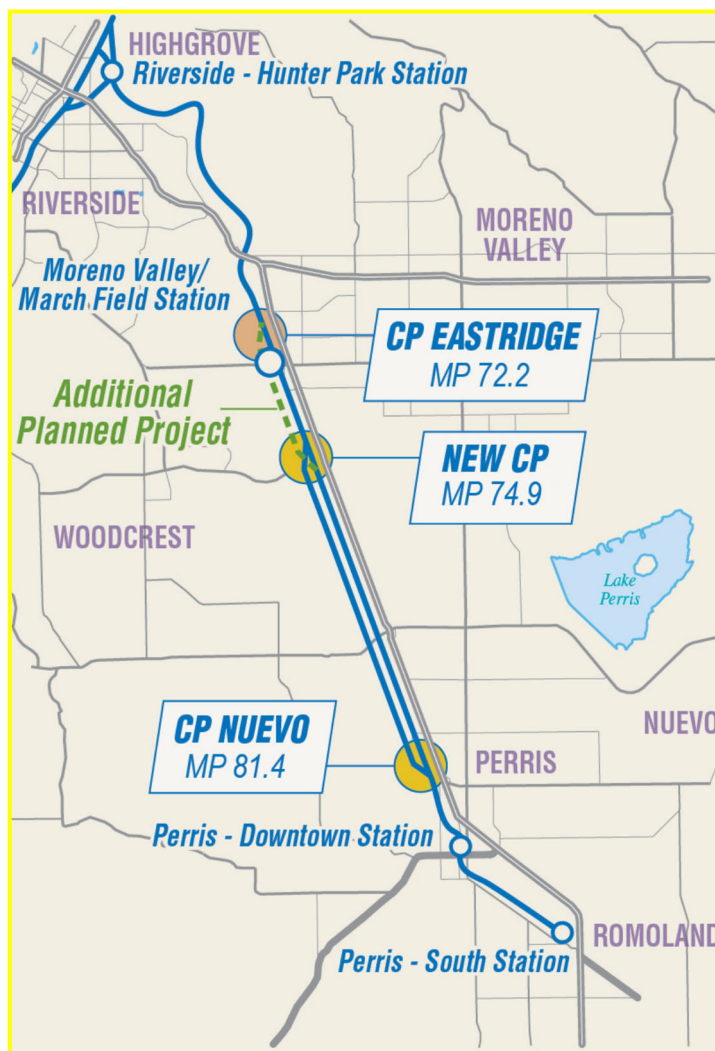 HIGHGROVE
Riverside - Hunter Park Station
RIVERSIDE
MORENO
VALLEY
Moreno Valley/
March Field Station
CP EASTRIDGE
MP 72.2
Additional
Planned Project
NEW CP
MP 74.9
WOODCREST
Lake
Perris
CP NUEVO
MP 81.4
NUEVO
PERRIS
Perris - Downtown Station
ROMOLAND
Perris - South Station